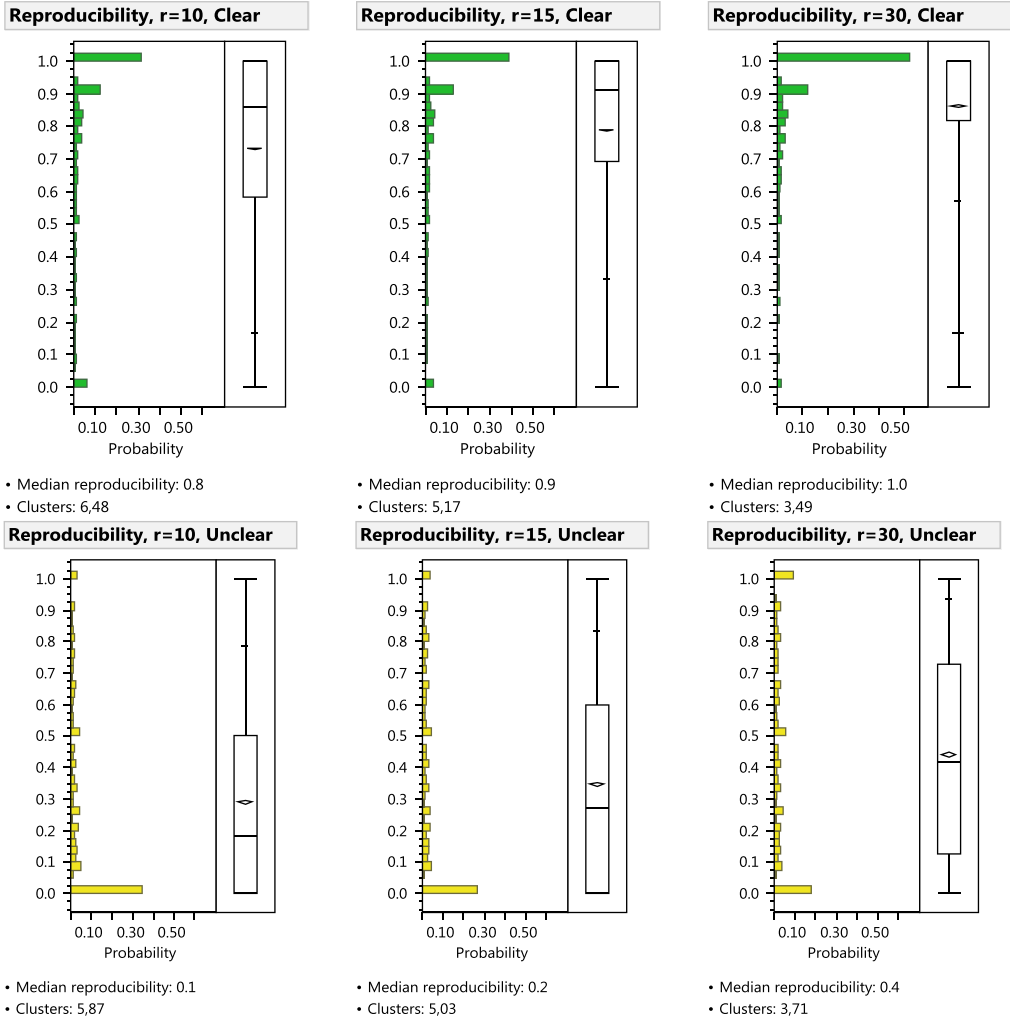 Reproducibility, r=10, Clear
Reproducibility, r=15, Clear
Reproducibility, r=30, Clear
1.0
0.9
0.8
0.7
0.6
0.5
0.4
0.3
0.2
0.1
0.0
0.10 0.30 0.50
Probability
1.0
0.9
0.8
0.7
0.6
0.5
0.4
0.3
0.2
0.1
0.0
0.10 0.30 0.50
Probability
1.0
0.9
0.8
0.7
0.6
0.5
0.4
0.3
0.2
0.1
0.0
0.10 0.30 0.50
Probability
• Median reproducibility: 0.8
• Clusters: 6,48
• Median reproducibility: 0.9
• Clusters: 5,17
• Median reproducibility: 1.0
• Clusters: 3,49
Reproducibility, r=10, Unclear
Reproducibility, r=15, Unclear
Reproducibility, r=30, Unclear
1.0
0.9
0.8
0.7
0.6
0.5
0.4
0.3
0.2
0.1
0.0
0.10 0.30 0.50
Probability
1.0
0.9
0.8
0.7
0.6
0.5
0.4
0.3
0.2
0.1
0.0
0.10 0.30 0.50
Probability
1.0
0.9
0.8
0.7
0.6
0.5
0.4
0.3
0.2
0.1
0.0
0.10 0.30 0.50
Probability
• Median reproducibility: 0.1
• Clusters: 5,87
• Median reproducibility: 0.2
• Clusters: 5,03
• Median reproducibility: 0.4
• Clusters: 3,71